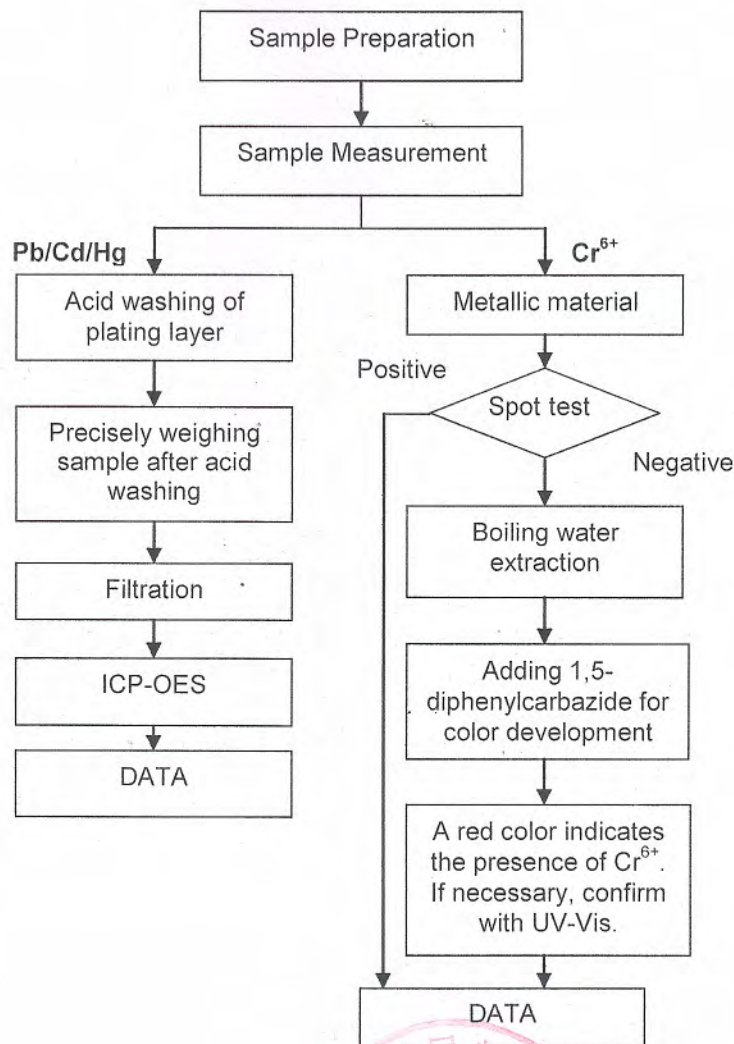 Sample Preparation
Sample Measurement
Pb/Cd/Hg
Acid washing of
plating layer
Precisely weighing
sample after acid
washing
Filtration
ICP-OES
DATA
Cr⁶⁺
Metallic material
Spot test
Positive
Negative
Boiling water
extraction
Adding 1,5-
diphenylcarbazide for
color development
A red color indicates
the presence of Cr⁶⁺.
If necessary, confirm
with UV-Vis.
DATA